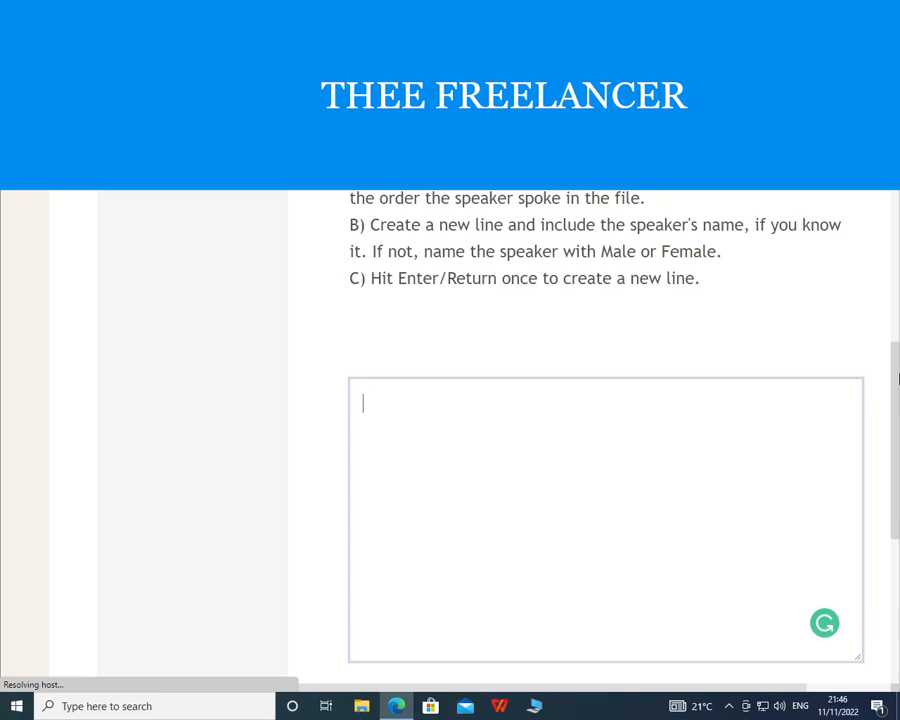 THEE FREELANCER
the order the speaker spoke in the file.
B) Create a new line and include the speaker's name, if you know
it. If not, name the speaker with Male or Female.
C) Hit Enter/Return once to create a new line.
Resolving host...
Type here to search
21°C
ENG
21:46
11/11/2022
1